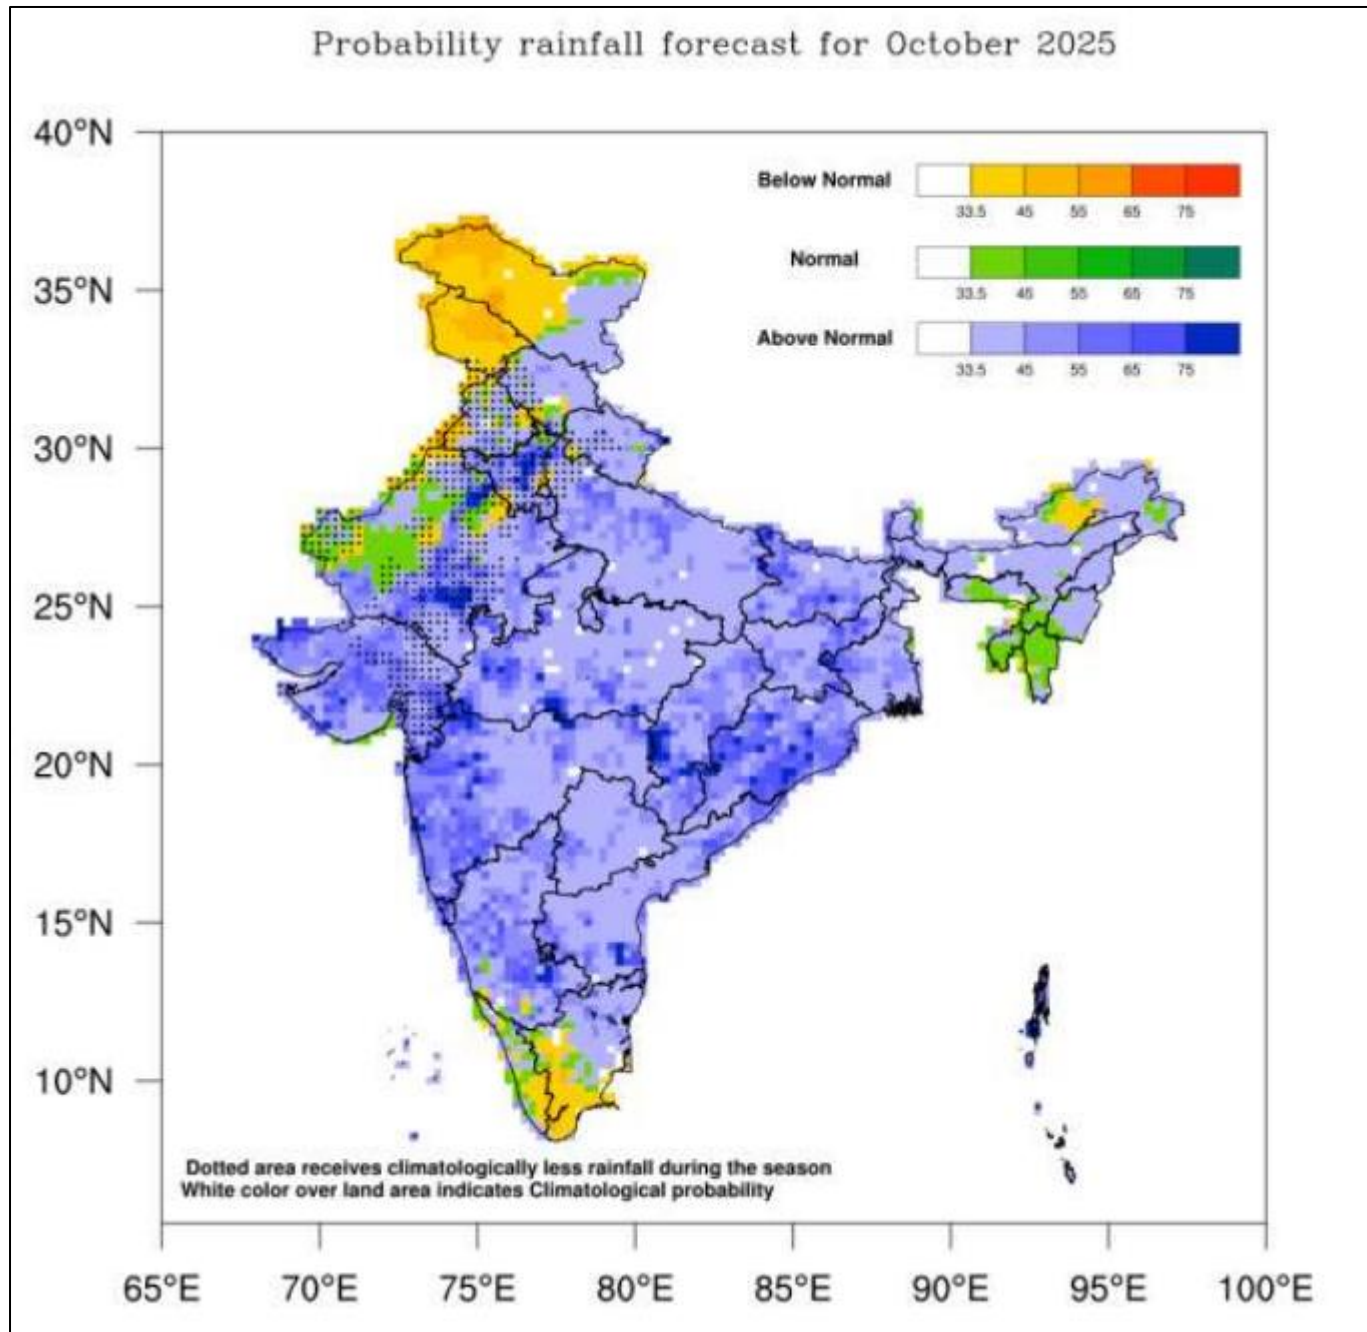 Probability rainfall forecast for October 2025
40°N
Below Normal
33.5 45 55 65 75
Normal
33.5 45 55 65 75
35°N
Above Normal
33.5 45 55 65 75
30°N
25°N
20°N
15°N
10°N
Dotted area receives climatologically less rainfall during the season
White color over land area indicates Climatological probability
65°E 70°E 75°E 80°E 85°E 90°E 95°E 100°E